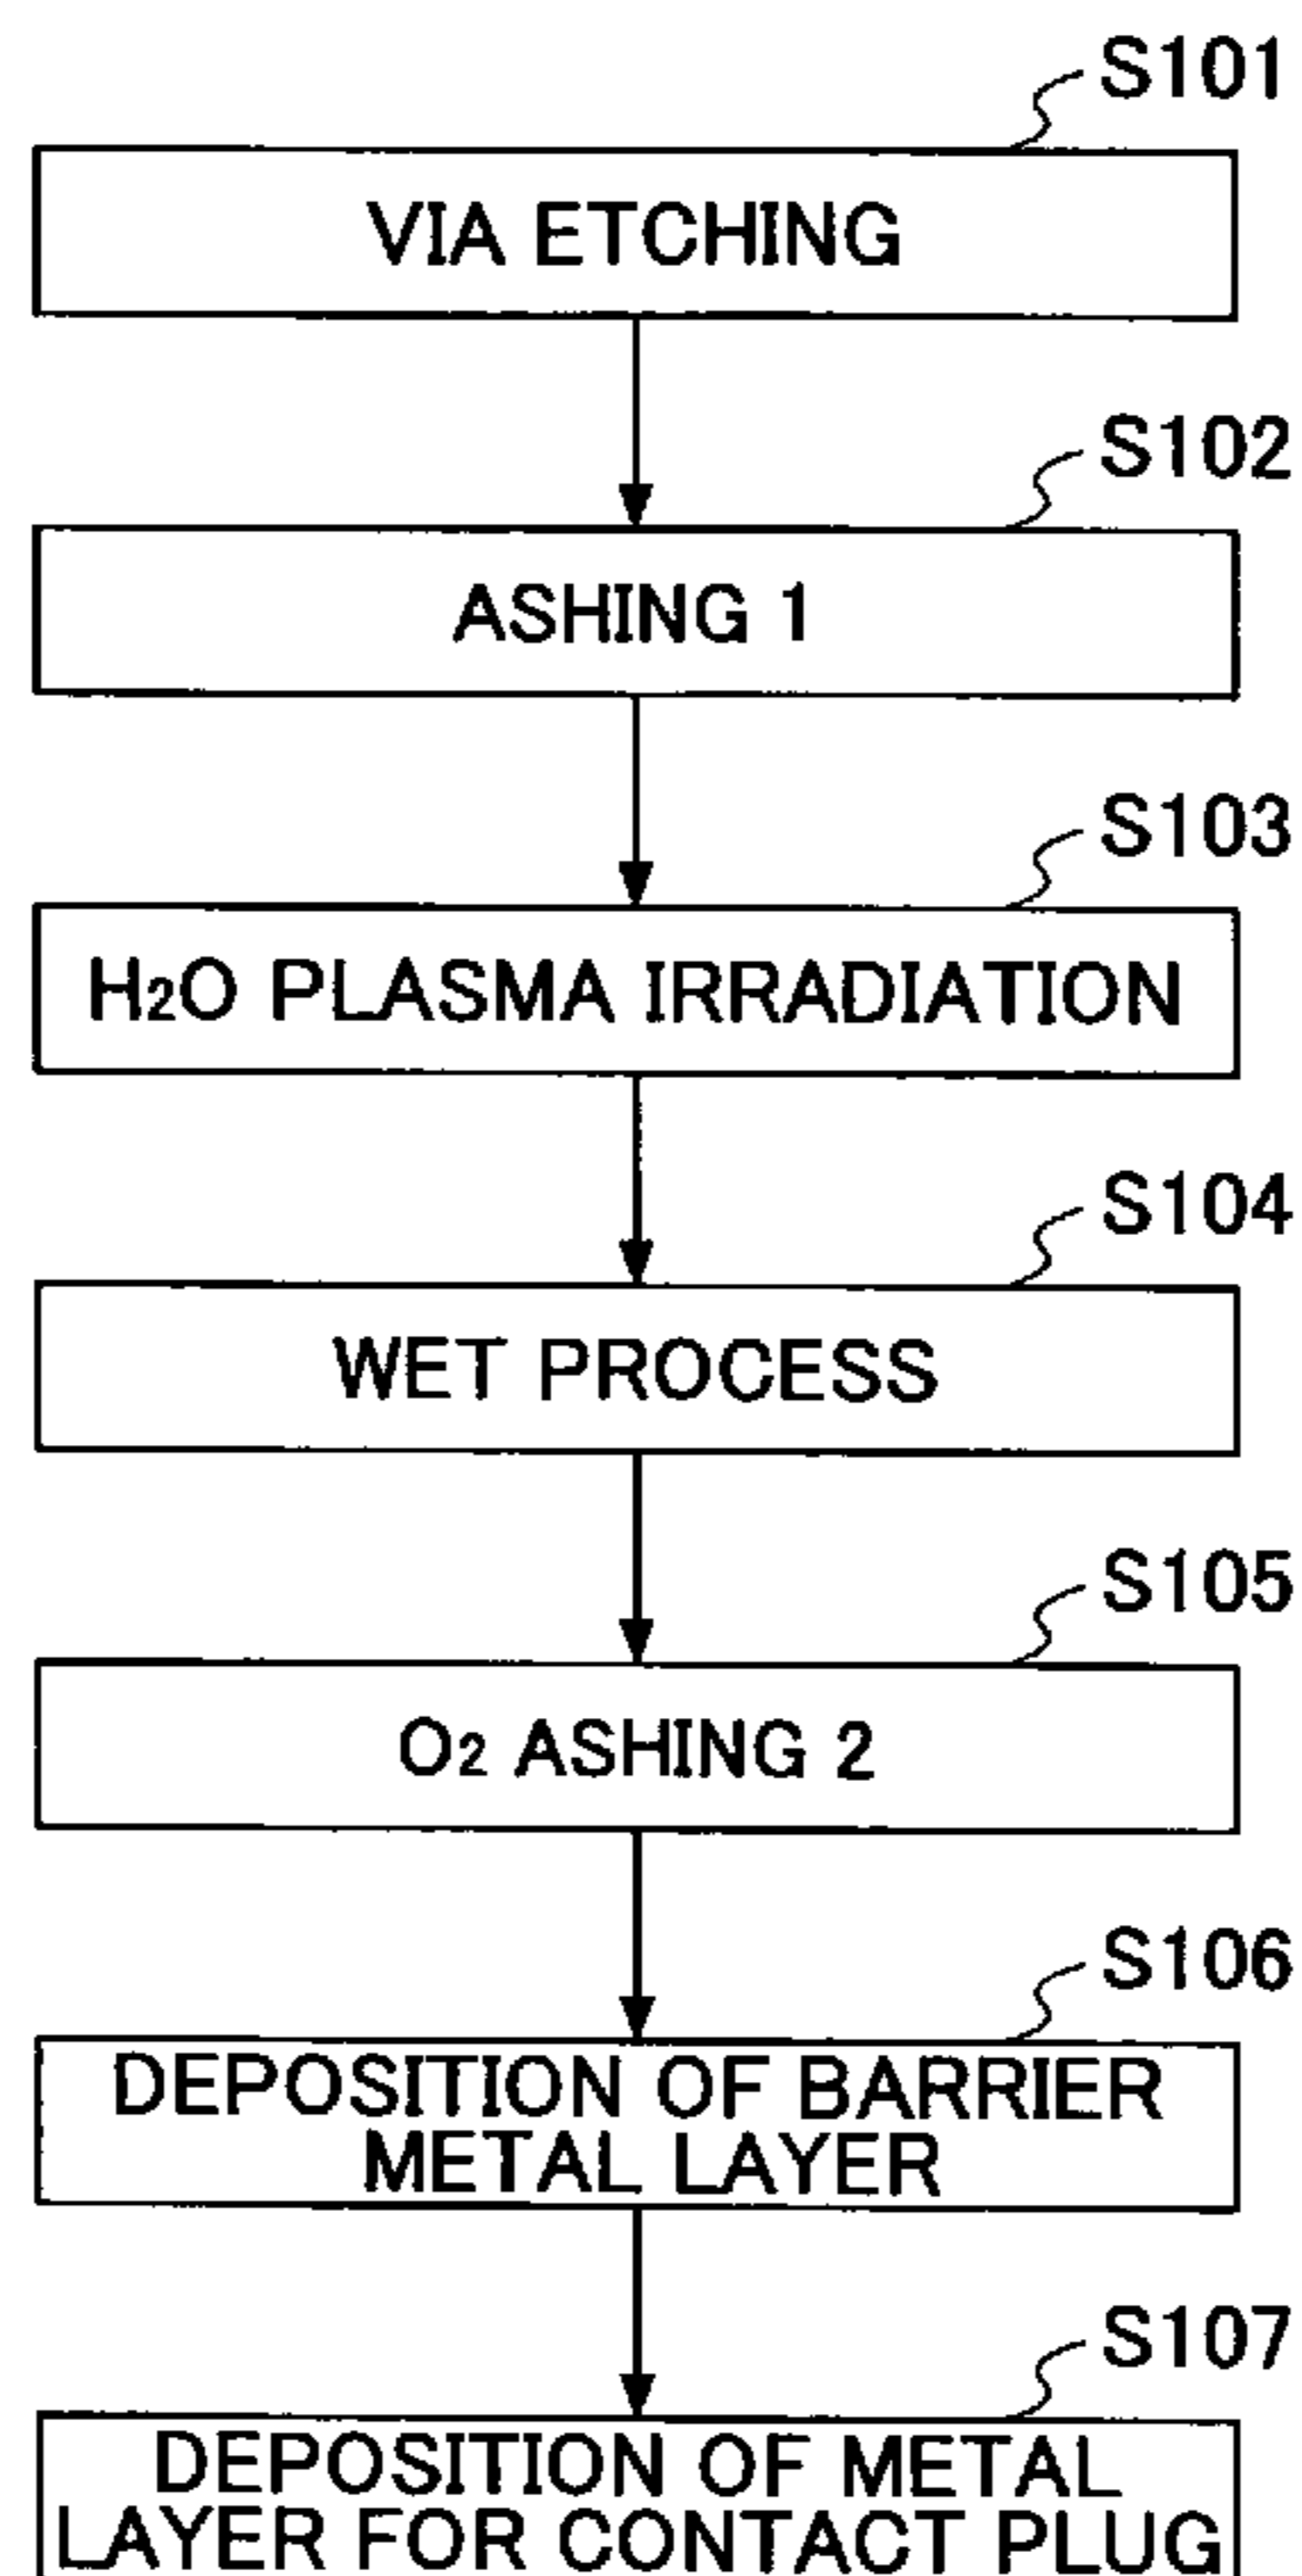 S101
VIA ETCHING
S102
ASHING 1
S103
H2O PLASMA IRRADIATION
S104
WET PROCESS
S105
O2 ASHING 2
S106
DEPOSITION OF BARRIER
METAL LAYER
S107
DEPOSITION OF METAL
LAYER FOR CONTACT PLUG